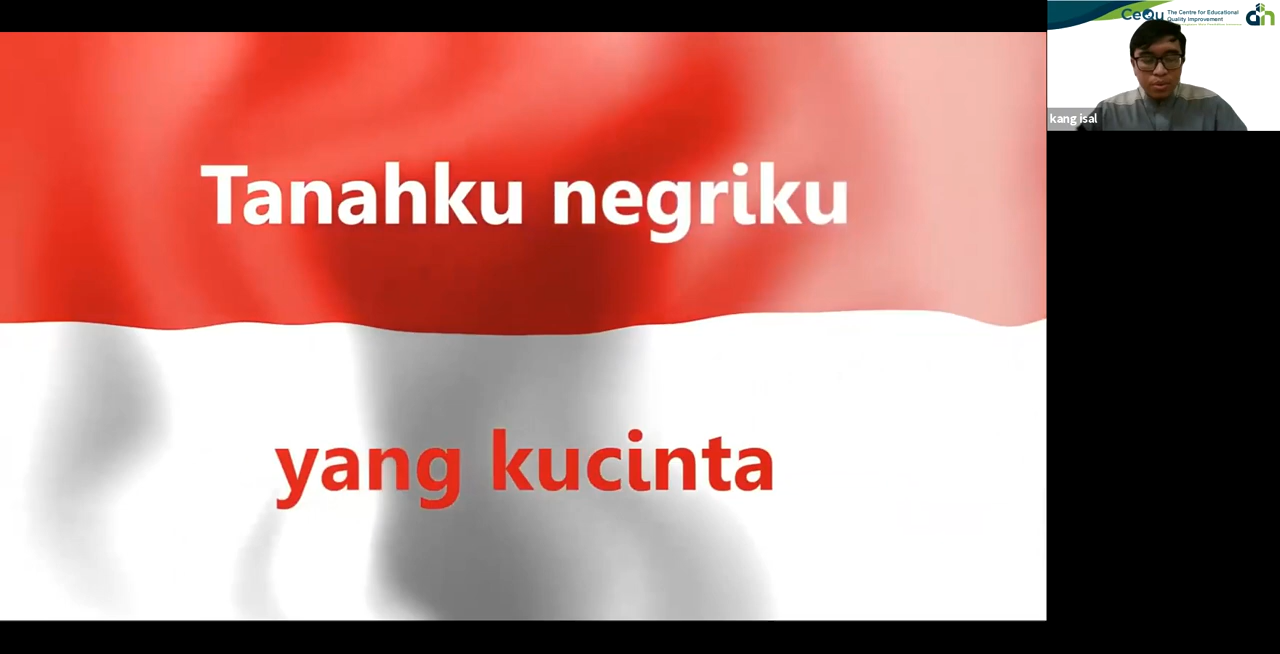 Tanahku negriku
yang kucinta
CeQu
The Centre for Educational
Quality Improvement
kang isal